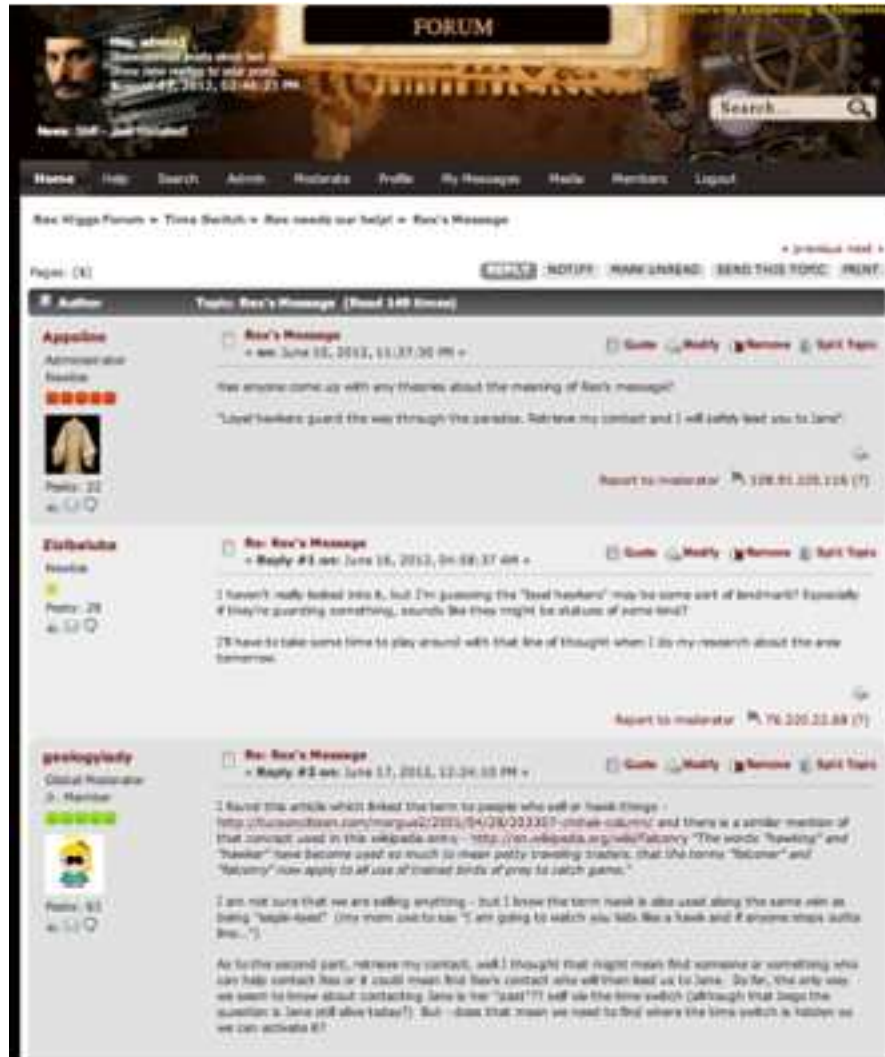 FORUM
Search...
Home Help Search Admin Moderate Profile My Messages Media Members Logout
Rex Higgs Forum » Time Switch » Rex needs our help! » Rex's Message
« previous next »
Pages: [1]
REPLY NOTIFY MARK UNREAD SEND THIS TOPIC PRINT
Author Topic: Rex's Message (Read 149 times)
Appoline
Administrator
Newbie
Posts: 22
Rex's Message
« on: June 10, 2012, 11:37:30 PM »
Quote Modify Remove Split Topic
Has anyone come up with any theories about the meaning of Rex's message?
"Loyal hawkers guard the way through the paradise. Retrieve my contact and I will safely lead you to Jane".
Report to moderator
Newbie
Posts: 28
Re: Rex's Message
« Reply #1 on: June 16, 2012,
Quote Modify Remove Split Topic
I haven't really looked into it, but I'm guessing the "loyal hawkers" may be some sort of landmark? Especially
if they're guarding something, sounds like they might be statues of some kind?
I'll have to take some time to play around with that line of thought when I do my research about the area
tomorrow.
Report to moderator
geologylady
Global Moderator
Jr. Member
Re: Rex's Message
« Reply #2 on: June 17, 2012,
Quote Modify Remove Split Topic
I found this article which linked the term to people who sell or hawk things -
and there is a similar mention of
that concept used in this wikipedia entry - http://en.wikipedia.org/wiki/Falconry "The words "hawking" and
"hawker" have become used so much to mean petty traveling traders, that the terms "falconer" and
"falconry" now apply to all use of trained birds of prey to catch game."
I am not sure that we are selling anything - but I know the term hawk is also used along the same vein as
being "eagle-eyed" (my mom use to say "I am going to watch you kids like a hawk and if anyone steps outta
line..")
As to the second part, retrieve my contact, well I thought that might mean find someone or something who
can help contact Rex or it could mean find Rex's contact who will then lead us to Jane. So far, the only way
we seem to know about contacting Jane is her "past"?? self via the time switch (although that begs the
question is Jane still alive today?) But - does that mean we need to find where the time switch is hidden so
we can activate it?